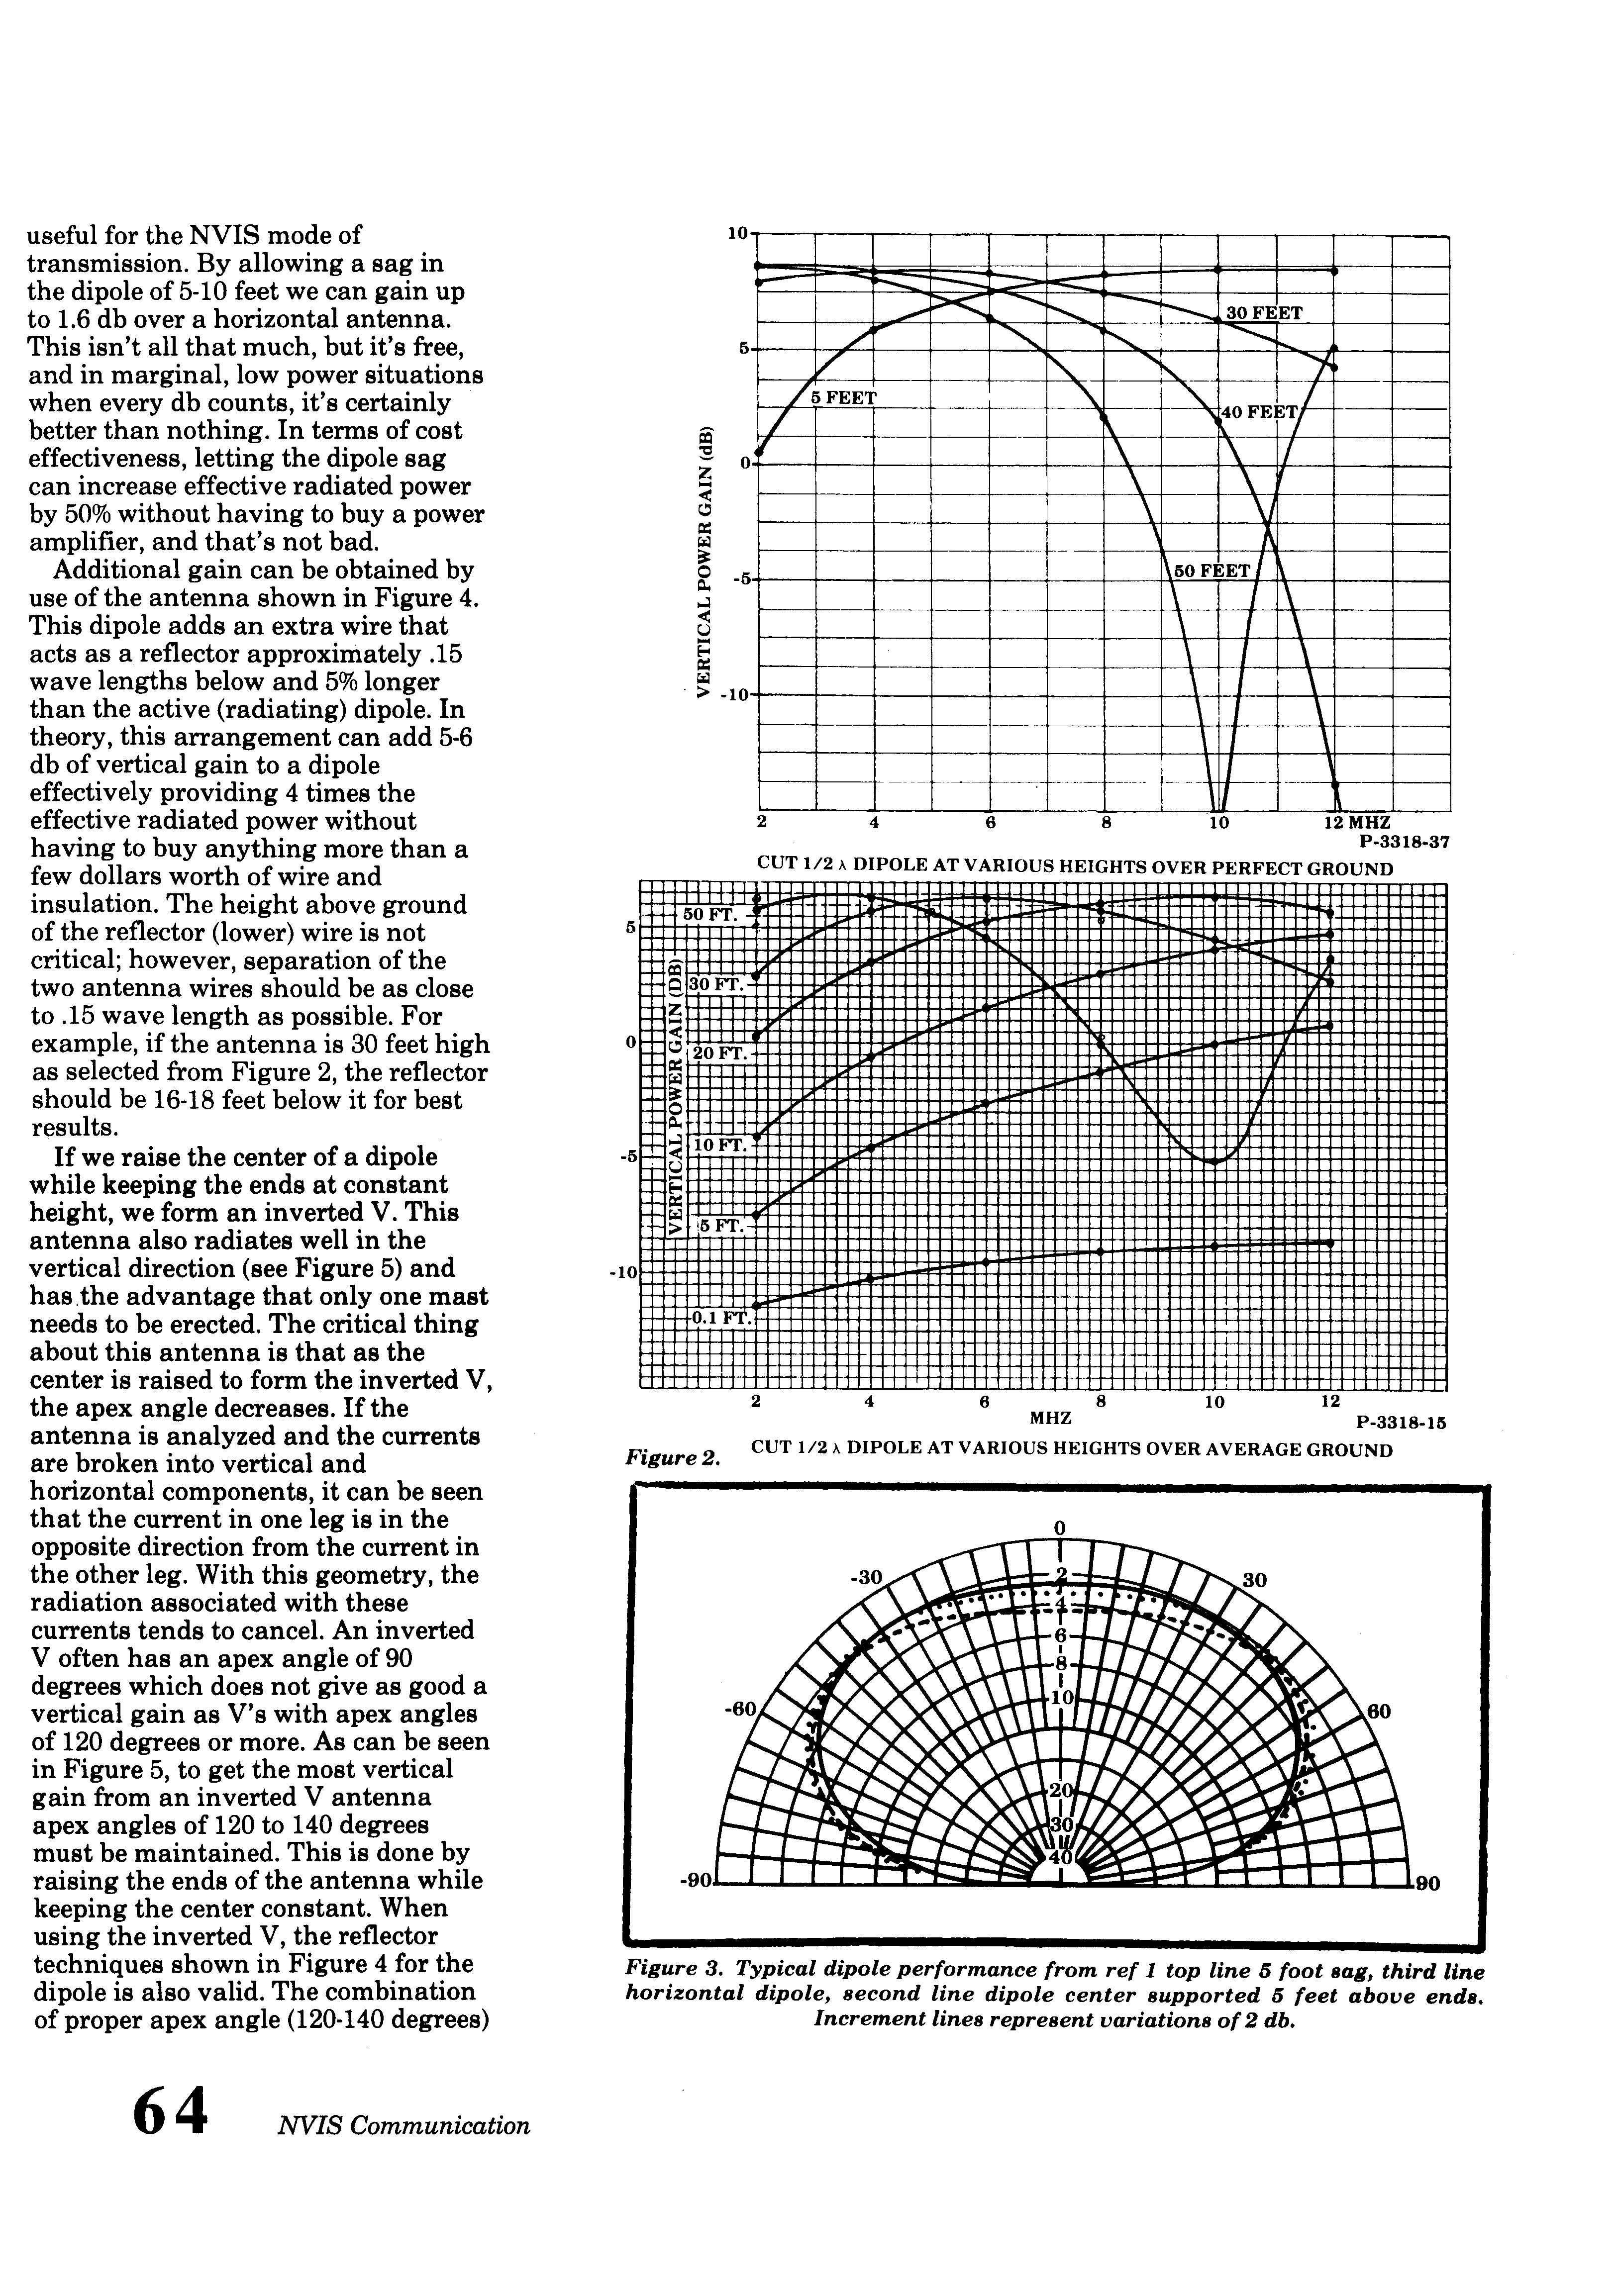 useful for the NVIS mode of
transmission. By allowing a sag in
the dipole of 5-10 feet we can gain up
to 1.6 db over a horizontal antenna.
This isn't all that much, but it's free,
and in marginal, low power situations
when every db counts, it's certainly
better than nothing. In terms of cost
effectiveness, letting the dipole sag
can increase effective radiated power
by 50% without having to buy a power
amplifier, and that's not bad.
Additional gain can be obtained by
use of the antenna shown in Figure 4.
This dipole adds an extra wire that
acts as a reflector approximately .15
wave lengths below and 5% longer
than the active (radiating) dipole. In
theory, this arrangement can add 5-6
db of vertical gain to a dipole
effectively providing 4 times the
effective radiated power without
having to buy anything more than a
few dollars worth of wire and
insulation. The height above ground
of the reflector (lower) wire is not
critical; however, separation of the
two antenna wires should be as close
to .15 wave length as possible. For
example, if the antenna is 30 feet high
as selected from Figure 2, the reflector
should be 16-18 feet below it for best
results.
If we raise the center of a dipole
while keeping the ends at constant
height, we form an inverted V. This
antenna also radiates well in the
vertical direction (see Figure 5) and
has the advantage that only one mast
needs to be erected. The critical thing
about this antenna is that as the
center is raised to form the inverted V,
the apex angle decreases. If the
antenna is analyzed and the currents
are broken into vertical and
horizontal components, it can be seen
that the current in one leg is in the
opposite direction from the current in
the other leg. With this geometry, the
radiation associated with these
currents tends to cancel. An inverted
V often has an apex angle of 90
degrees which does not give as good a
vertical gain as V's with apex angles
of 120 degrees or more. As can be seen
in Figure 5, to get the most vertical
gain from an inverted V antenna
apex angles of 120 to 140 degrees
must be maintained. This is done by
raising the ends of the antenna while
keeping the center constant. When
using the inverted V, the reflector
techniques shown in Figure 4 for the
dipole is also valid. The combination
of proper apex angle (120-140 degrees)
10
5
0
-5
-10
VERTICAL POWER GAIN (dB)
5 FEET
30 FEET
40 FEET
50 FEET
2 4 6 8 10 12 MHZ
P-3318-37
CUT 1/2 λ DIPOLE AT VARIOUS HEIGHTS OVER PERFECT GROUND
5
0
-5
-10
VERTICAL POWER GAIN (DB)
50 FT.
30 FT.
20 FT.
10 FT.
5 FT.
0.1 FT.
2 4 6 8 10 12
MHZ
P-3318-15
Figure 2. CUT 1/2 λ DIPOLE AT VARIOUS HEIGHTS OVER AVERAGE GROUND
0
-30 30
-60 60
-90 90
2
4
6
8
10
20
30
40
Figure 3. Typical dipole performance from ref 1 top line 5 foot sag, third line
horizontal dipole, second line dipole center supported 5 feet above ends.
Increment lines represent variations of 2 db.
64 NVIS Communication